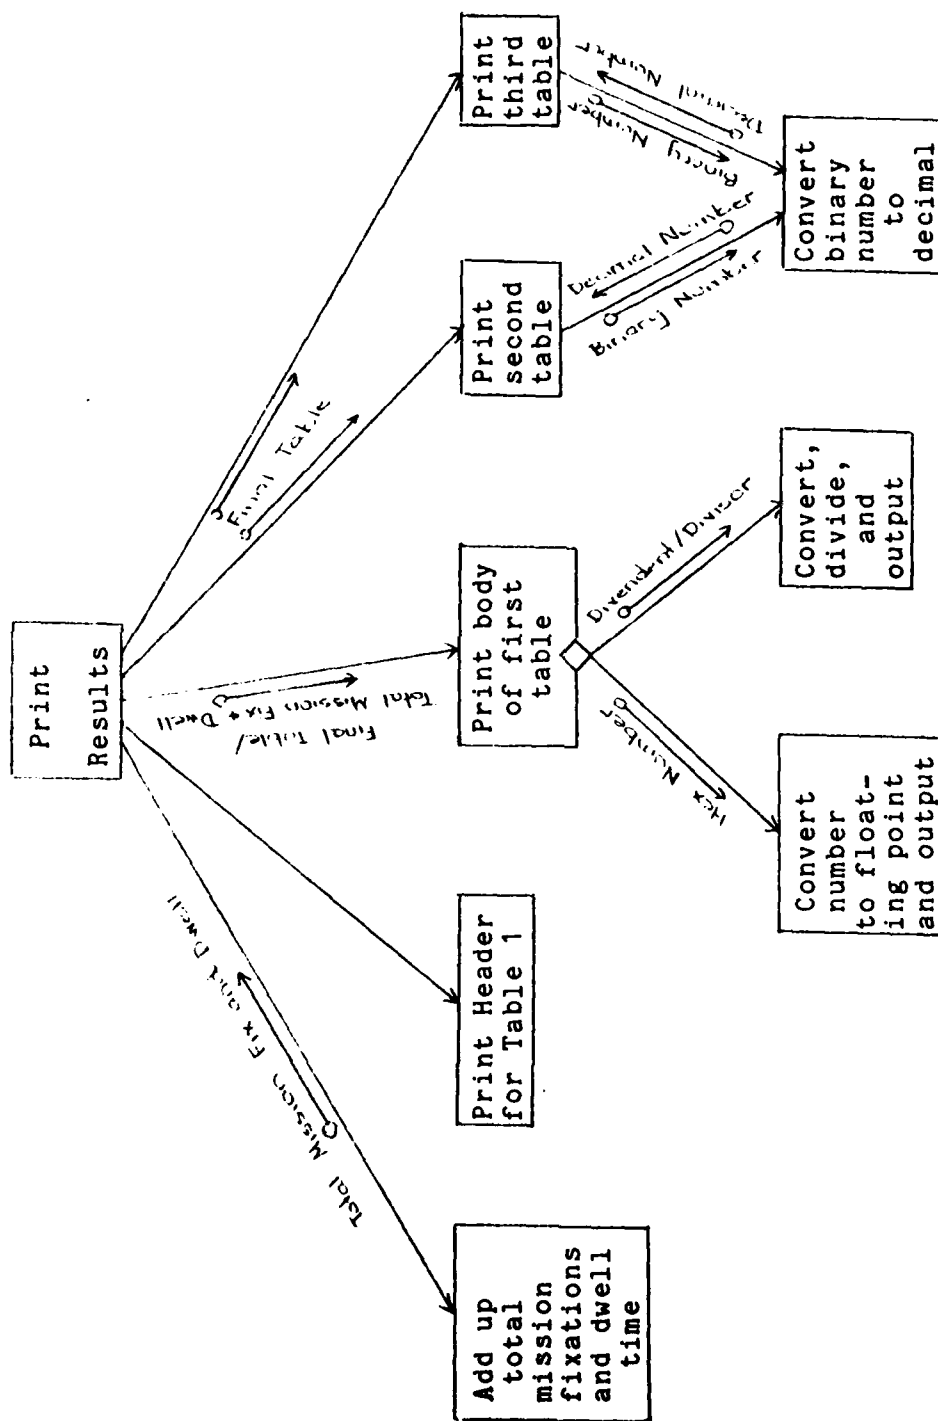 Print
Results
Total Mission Fix and Dwell
Final Table/
Total Mission Fix + Dwell
Final Table
Add up
total
mission
fixations
and dwell
time
Print Header
for Table 1
Print body
of first
table
Print
second
table
Print
third
table
Hex Number
Dividend/Divisor
Binary Number
Decimal Number
Binary Number
Decimal Number
Convert
number
to float-
ing point
and output
Convert,
divide,
and
output
Convert
binary
number
to
decimal